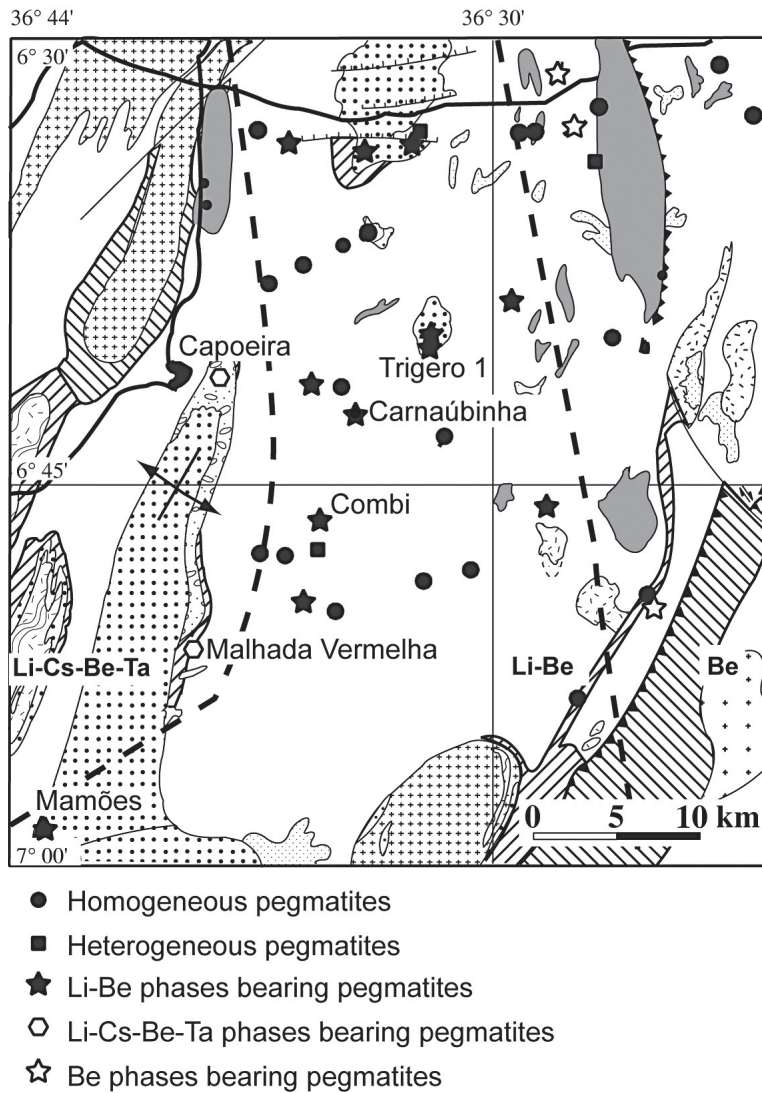 36° 44'
36° 30'
6° 30'
Capoeira
Trigero 1
Carnaúbinha
6° 45'
Combi
Malhada Vermelha
Li-Cs-Be-Ta
Li-Be
Be
Mamões
0 5 10 km
7° 00'
Homogeneous pegmatites
Heterogeneous pegmatites
Li-Be phases bearing pegmatites
Li-Cs-Be-Ta phases bearing pegmatites
Be phases bearing pegmatites